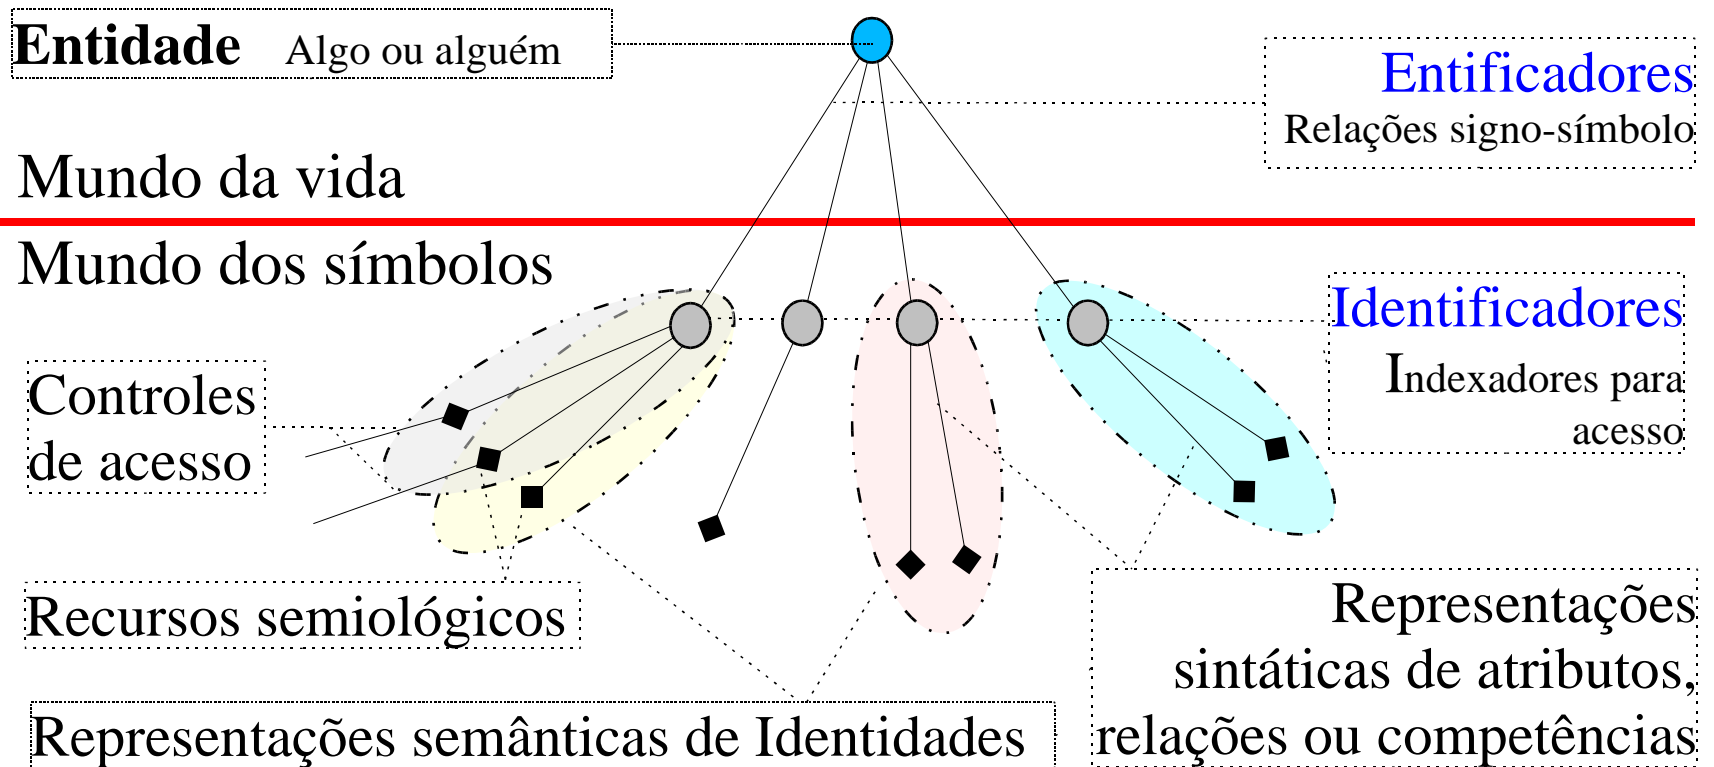 Entidade Algo ou alguém
Entificadores
Relações signo-símbolo
Mundo da vida
Mundo dos símbolos
Identificadores
Indexadores para
acesso
Controles
de acesso
Recursos semiológicos
Representações
sintáticas de atributos,
relações ou competências
Representações semânticas de Identidades